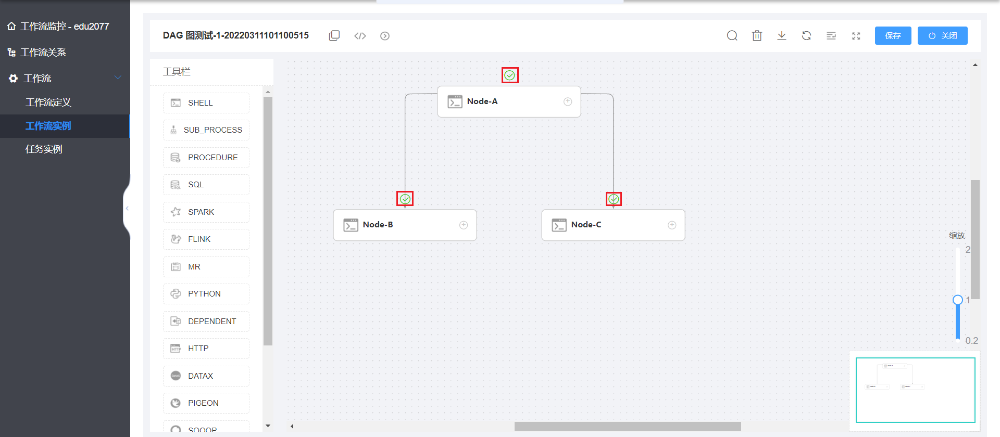 工作流监控 - edu2077
工作流关系
工作流
工作流定义
工作流实例
任务实例
DAG 图测试-1-20220311101100515
保存
关闭
工具栏
SHELL
SUB_PROCESS
PROCEDURE
SQL
SPARK
FLINK
MR
PYTHON
DEPENDENT
HTTP
DATAX
PIGEON
SQOOP
Node-A
Node-B
Node-C
缩放
2
1
0.2